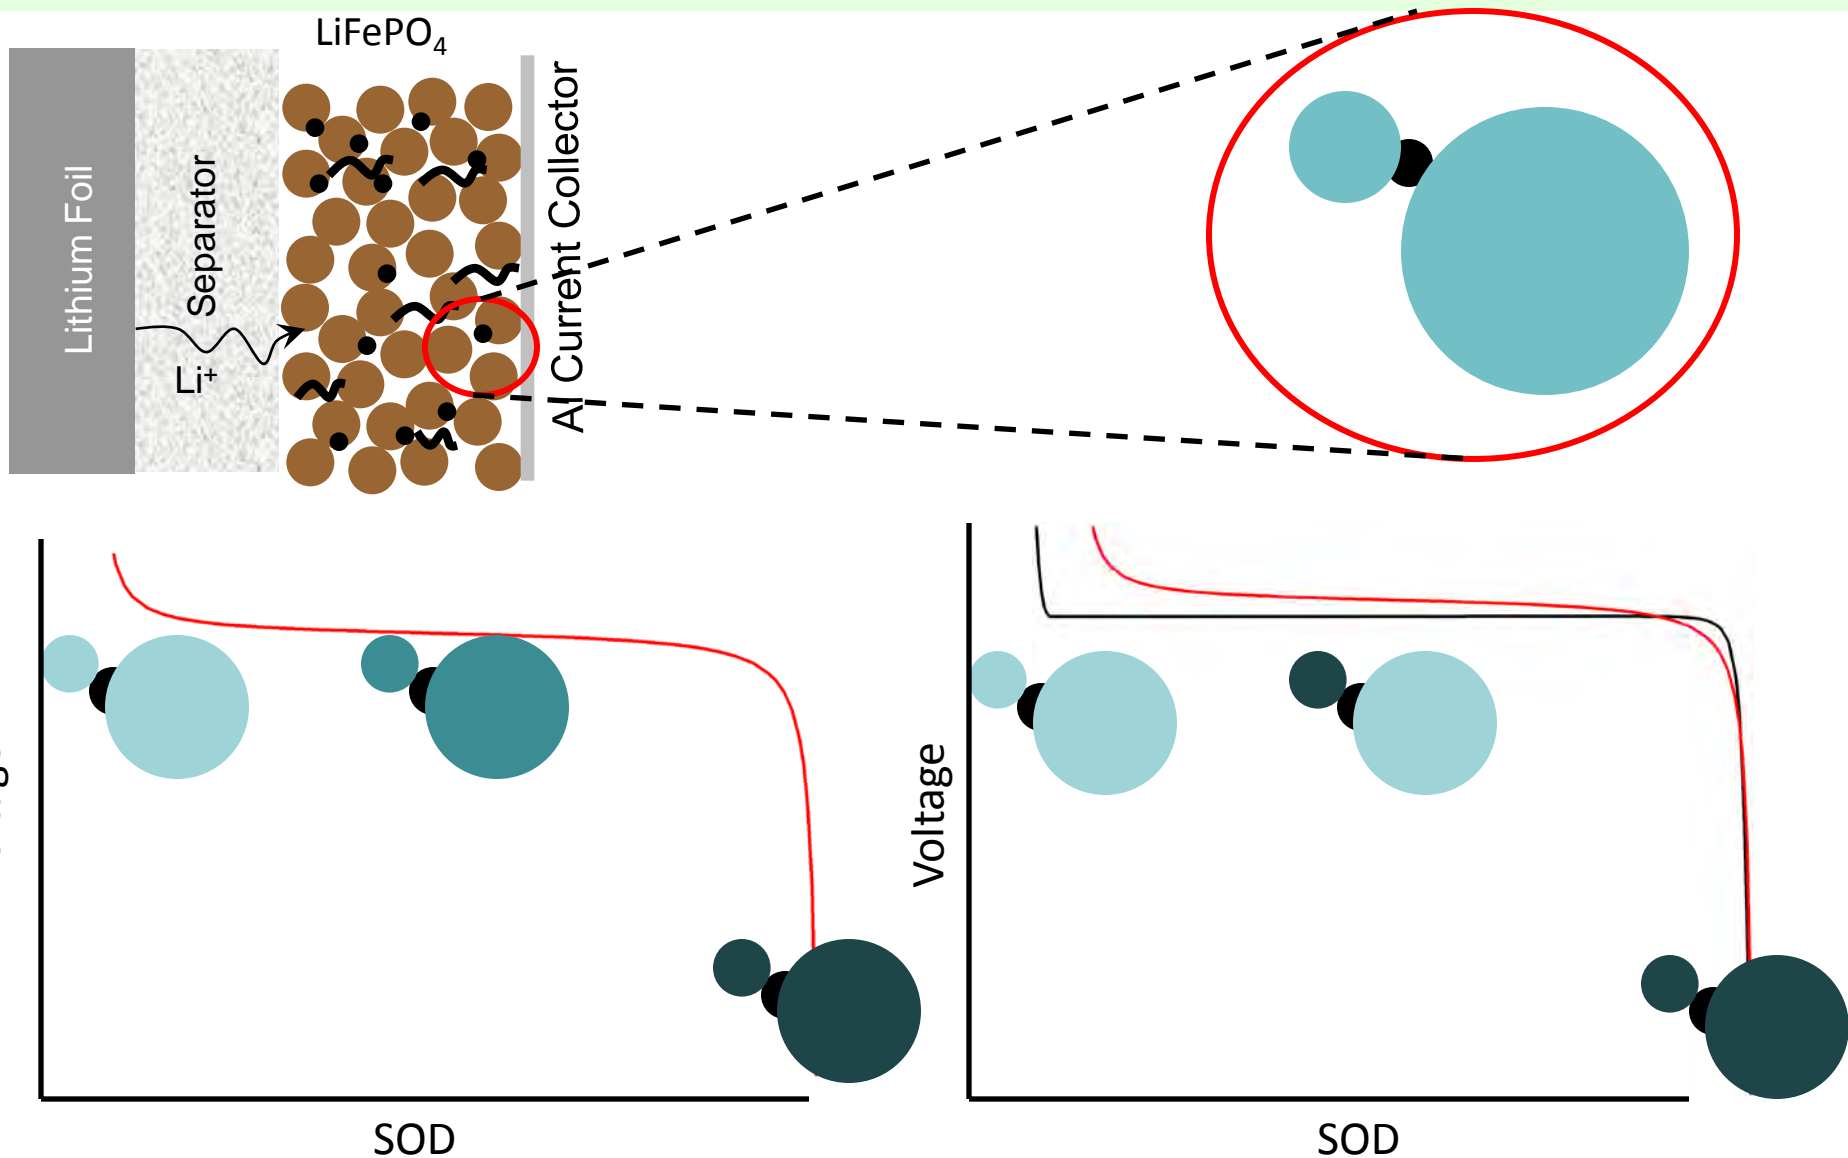 LiFePO4
Lithium Foil
Separator
Li+
Al Current Collector
Voltage
SOD
SOD